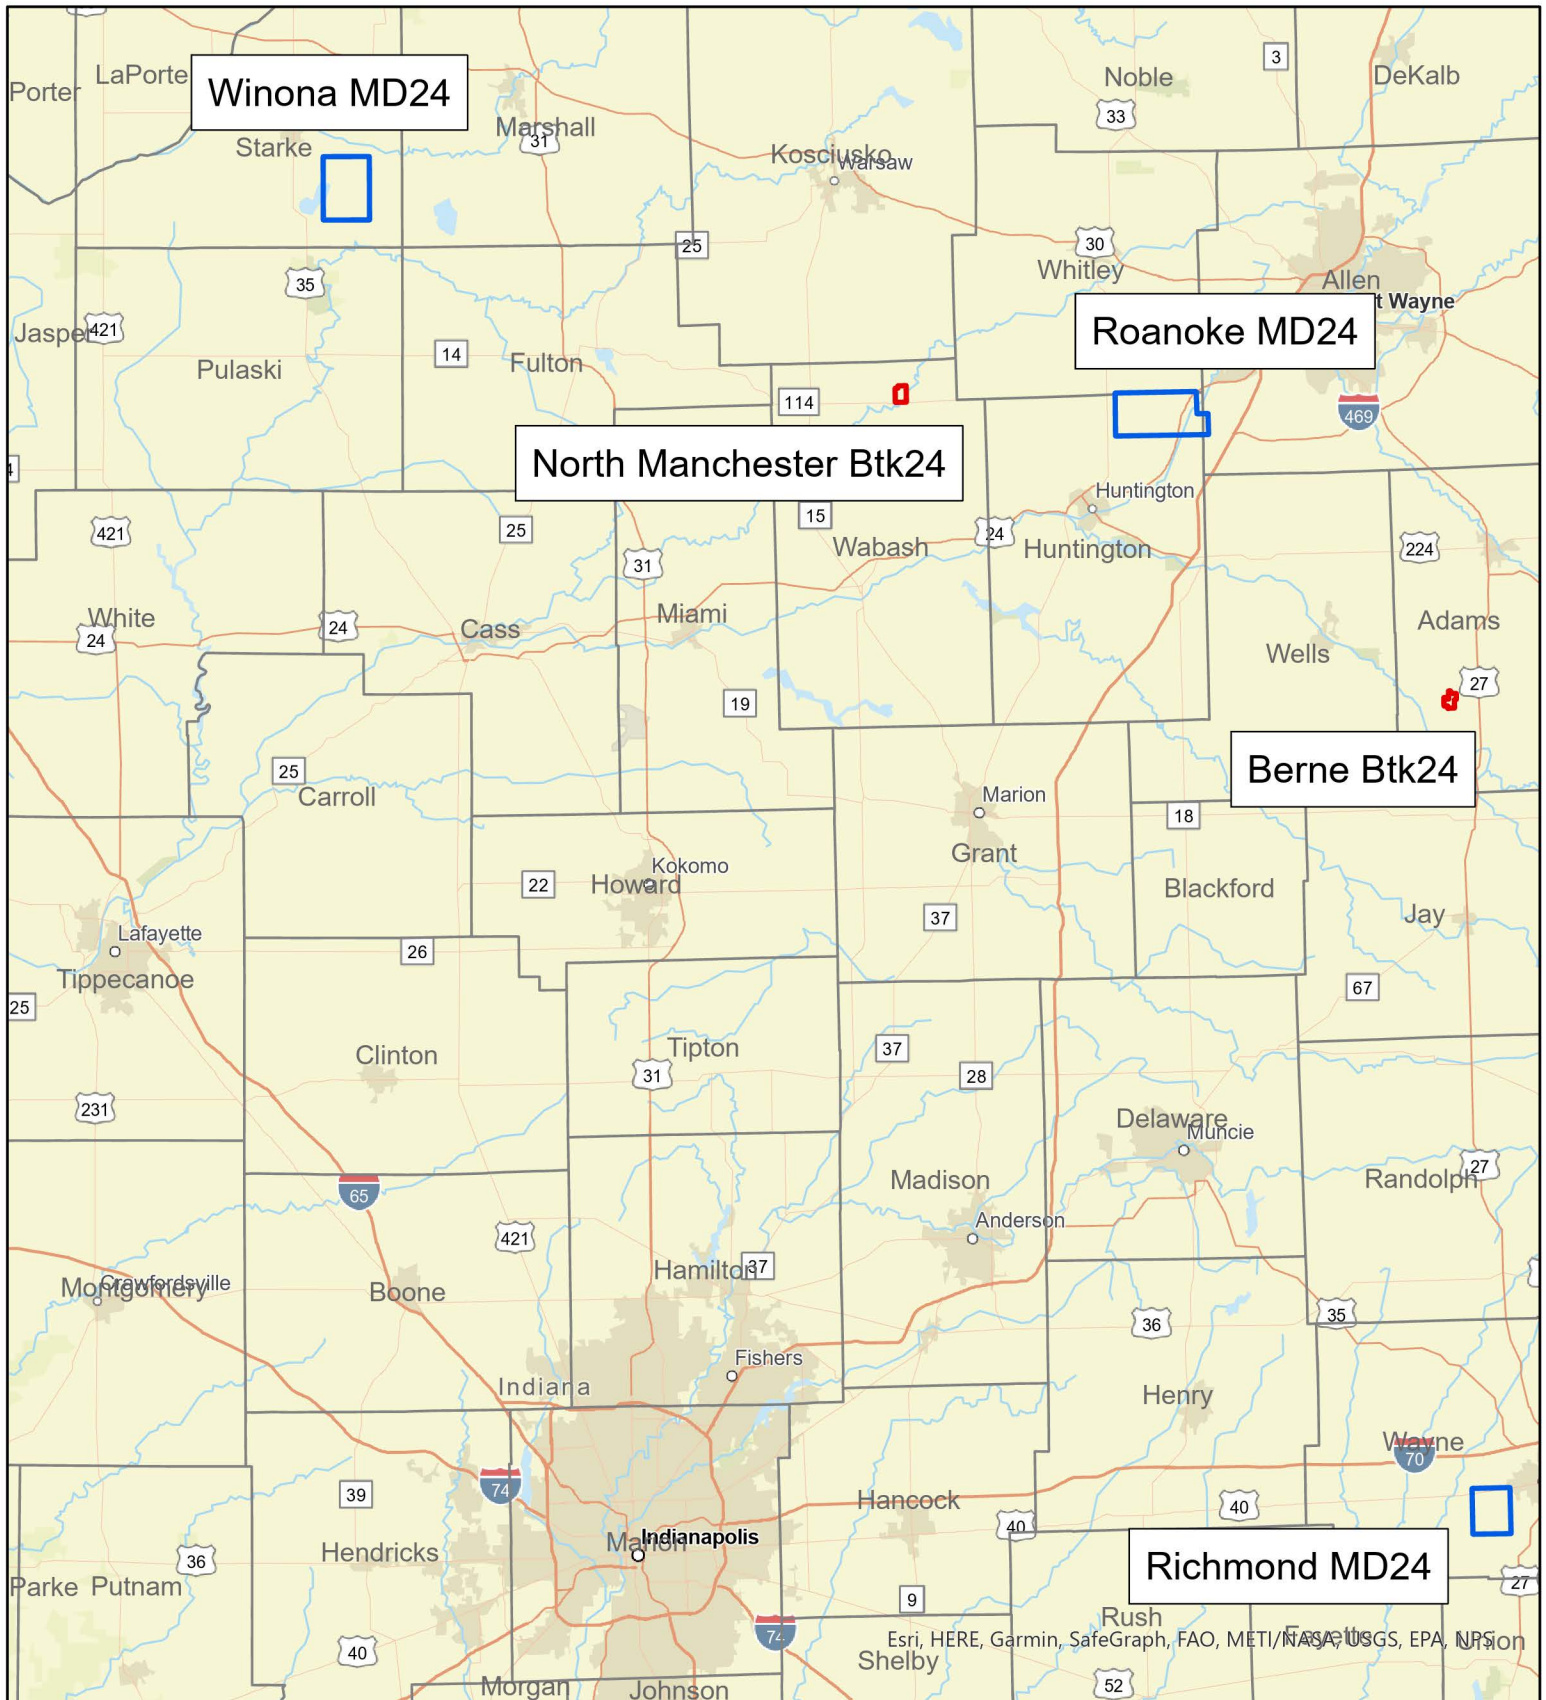 Porter
LaPorte
Winona MD24
Marshall
31
Starke
Kosciusko
Warsaw
Noble
33
3
DeKalb
25
30
Whitley
Allen
t Wayne
35
Jaspe
421
Pulaski
14
Fulton
Roanoke MD24
114
469
North Manchester Btk24
15
Wabash
24
Huntington
Huntington
421
25
31
224
White
24
24
Cass
Miami
Adams
Wells
27
19
25
Carroll
Berne Btk24
Marion
Grant
18
Blackford
Kokomo
Howard
22
37
Jay
Lafayette
Tippecanoe
26
25
67
Clinton
Tipton
31
37
28
231
Delaware
Muncie
Madison
Anderson
Randolph
27
65
421
Hamilton
37
Montgomery
Crawfordsville
Boone
36
35
Fishers
Indiana
Henry
Wayne
70
74
39
Hancock
40
40
Marion
Indianapolis
Hendricks
36
Parke
Putnam
Richmond MD24
27
9
Rush
40
74
Esri, HERE, Garmin, SafeGraph, FAO, METI/NASA, USGS, EPA, NPS
Fayette
Union
Shelby
Morgan
Johnson
52